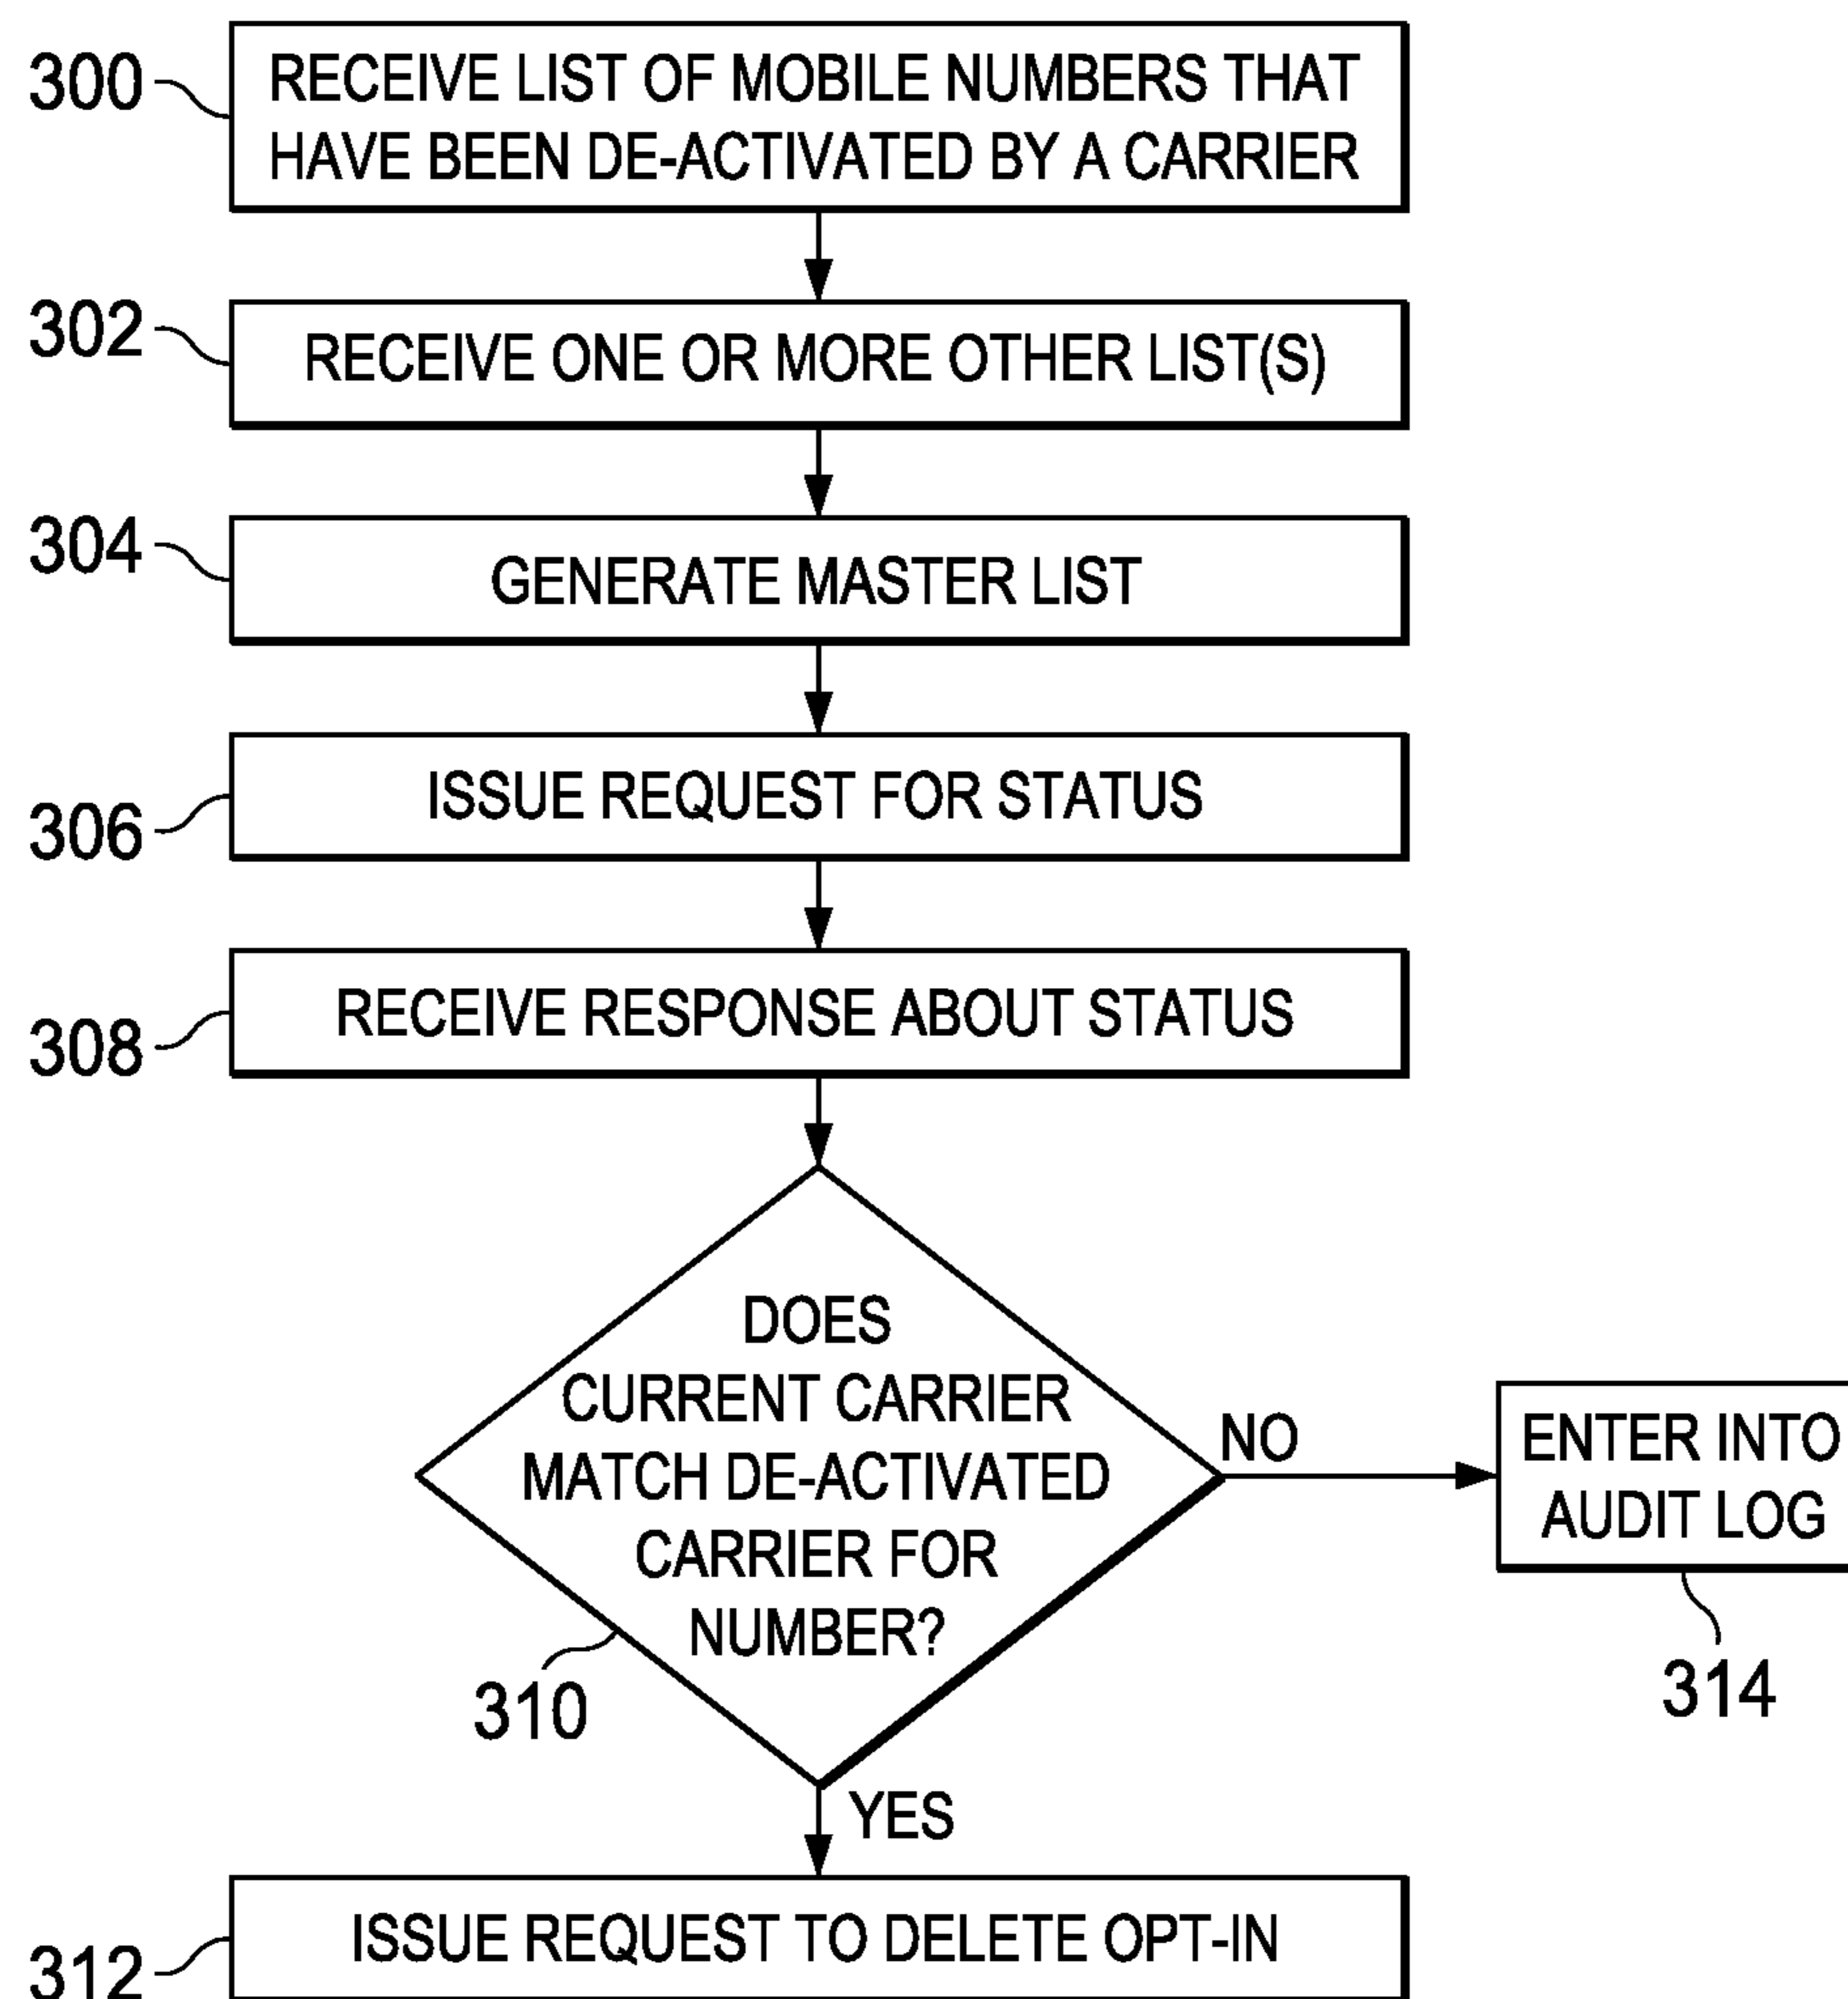 300
RECEIVE LIST OF MOBILE NUMBERS THAT
HAVE BEEN DE-ACTIVATED BY A CARRIER
302
RECEIVE ONE OR MORE OTHER LIST(S)
304
GENERATE MASTER LIST
306
ISSUE REQUEST FOR STATUS
308
RECEIVE RESPONSE ABOUT STATUS
DOES
CURRENT CARRIER
MATCH DE-ACTIVATED
CARRIER FOR
NUMBER?
310
NO
ENTER INTO
AUDIT LOG
314
YES
312
ISSUE REQUEST TO DELETE OPT-IN